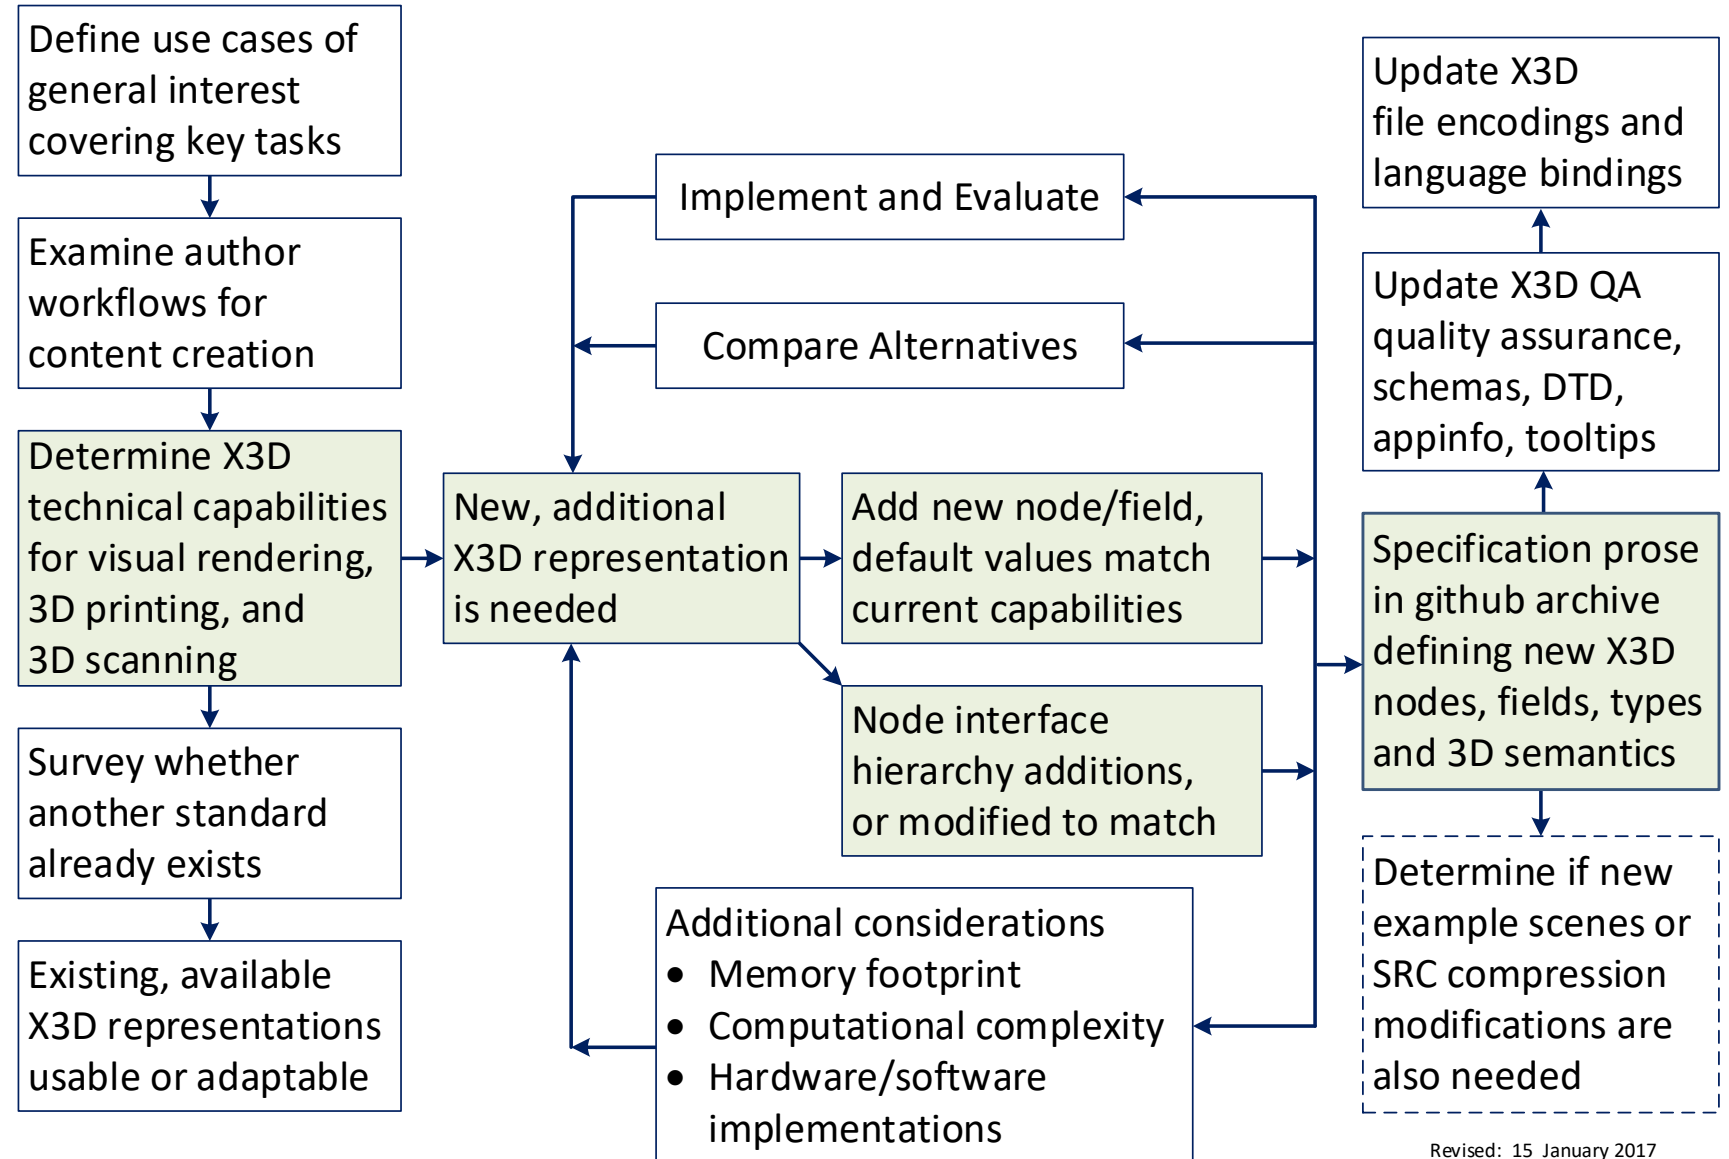 Define use cases of
general interest
covering key tasks
Examine author
workflows for
content creation
Determine X3D
technical capabilities
for visual rendering,
3D printing, and
3D scanning
Survey whether
another standard
already exists
Existing, available
X3D representations
usable or adaptable
Implement and Evaluate
Compare Alternatives
New, additional
X3D representation
is needed
Add new node/field,
default values match
current capabilities
Node interface
hierarchy additions,
or modified to match
Additional considerations
• Memory footprint
• Computational complexity
• Hardware/software
implementations
Update X3D
file encodings and
language bindings
Update X3D QA
quality assurance,
schemas, DTD,
appinfo, tooltips
Specification prose
in github archive
defining new X3D
nodes, fields, types
and 3D semantics
Determine if new
example scenes or
SRC compression
modifications are
also needed
Revised: 15 January 2017